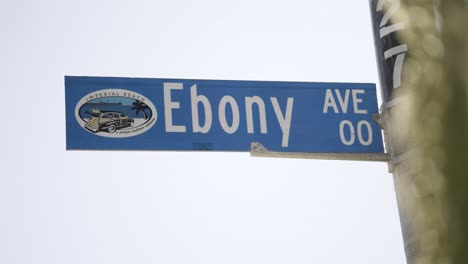 IMPERIAL BEACH
Ebony AVE
00